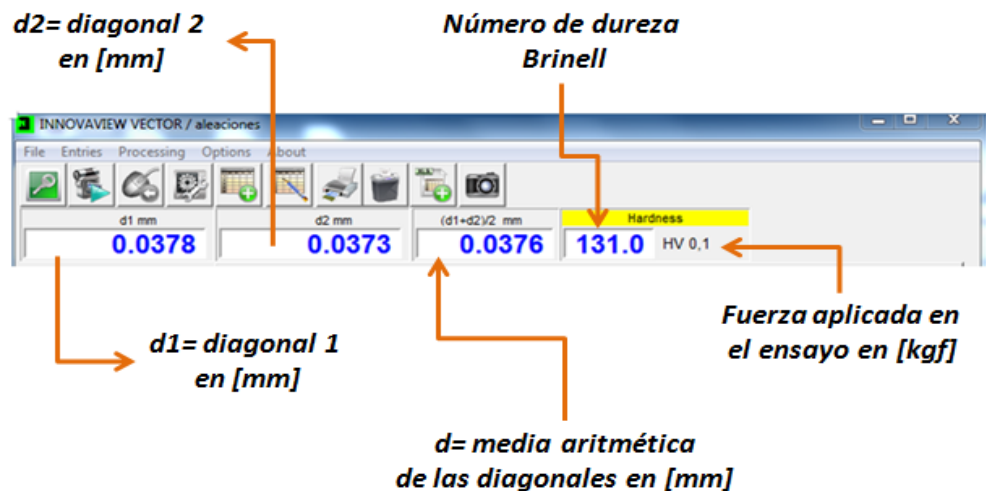 d2= diagonal 2
en [mm]
Número de dureza
Brinell
INNOVAVIEW VECTOR / aleaciones
File Entries Processing Options About
d1 mm
d2 mm
(d1+d2)/2 mm
Hardness
0.0378
0.0373
0.0376
131.0 HV 0,1
d1= diagonal 1
en [mm]
Fuerza aplicada en
el ensayo en [kgf]
d= media aritmética
de las diagonales en [mm]